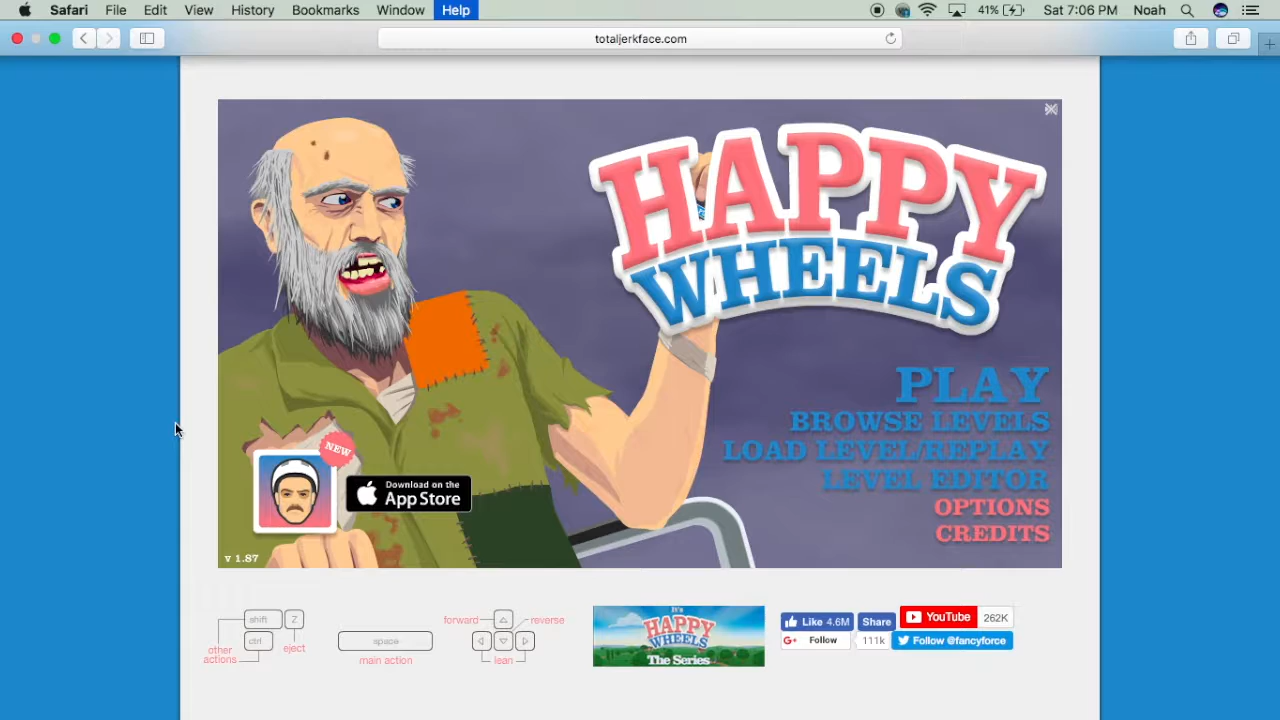 Safari File Edit View History Bookmarks Window Help 41% Sat 7:06 PM Noah
totaljerkface.com
HAPPY
WHEELS
PLAY
BROWSE LEVELS
LOAD LEVEL/REPLAY
LEVEL EDITOR
OPTIONS
CREDITS
NEW
Download on the
App Store
v 1.87
shift Z
ctrl
other
actions
eject
space
main action
forward
reverse
lean
It's
HAPPY
WHEELS
The Series
Like 4.6M Share YouTube 262K
G+ Follow 111k Follow @fancyforce